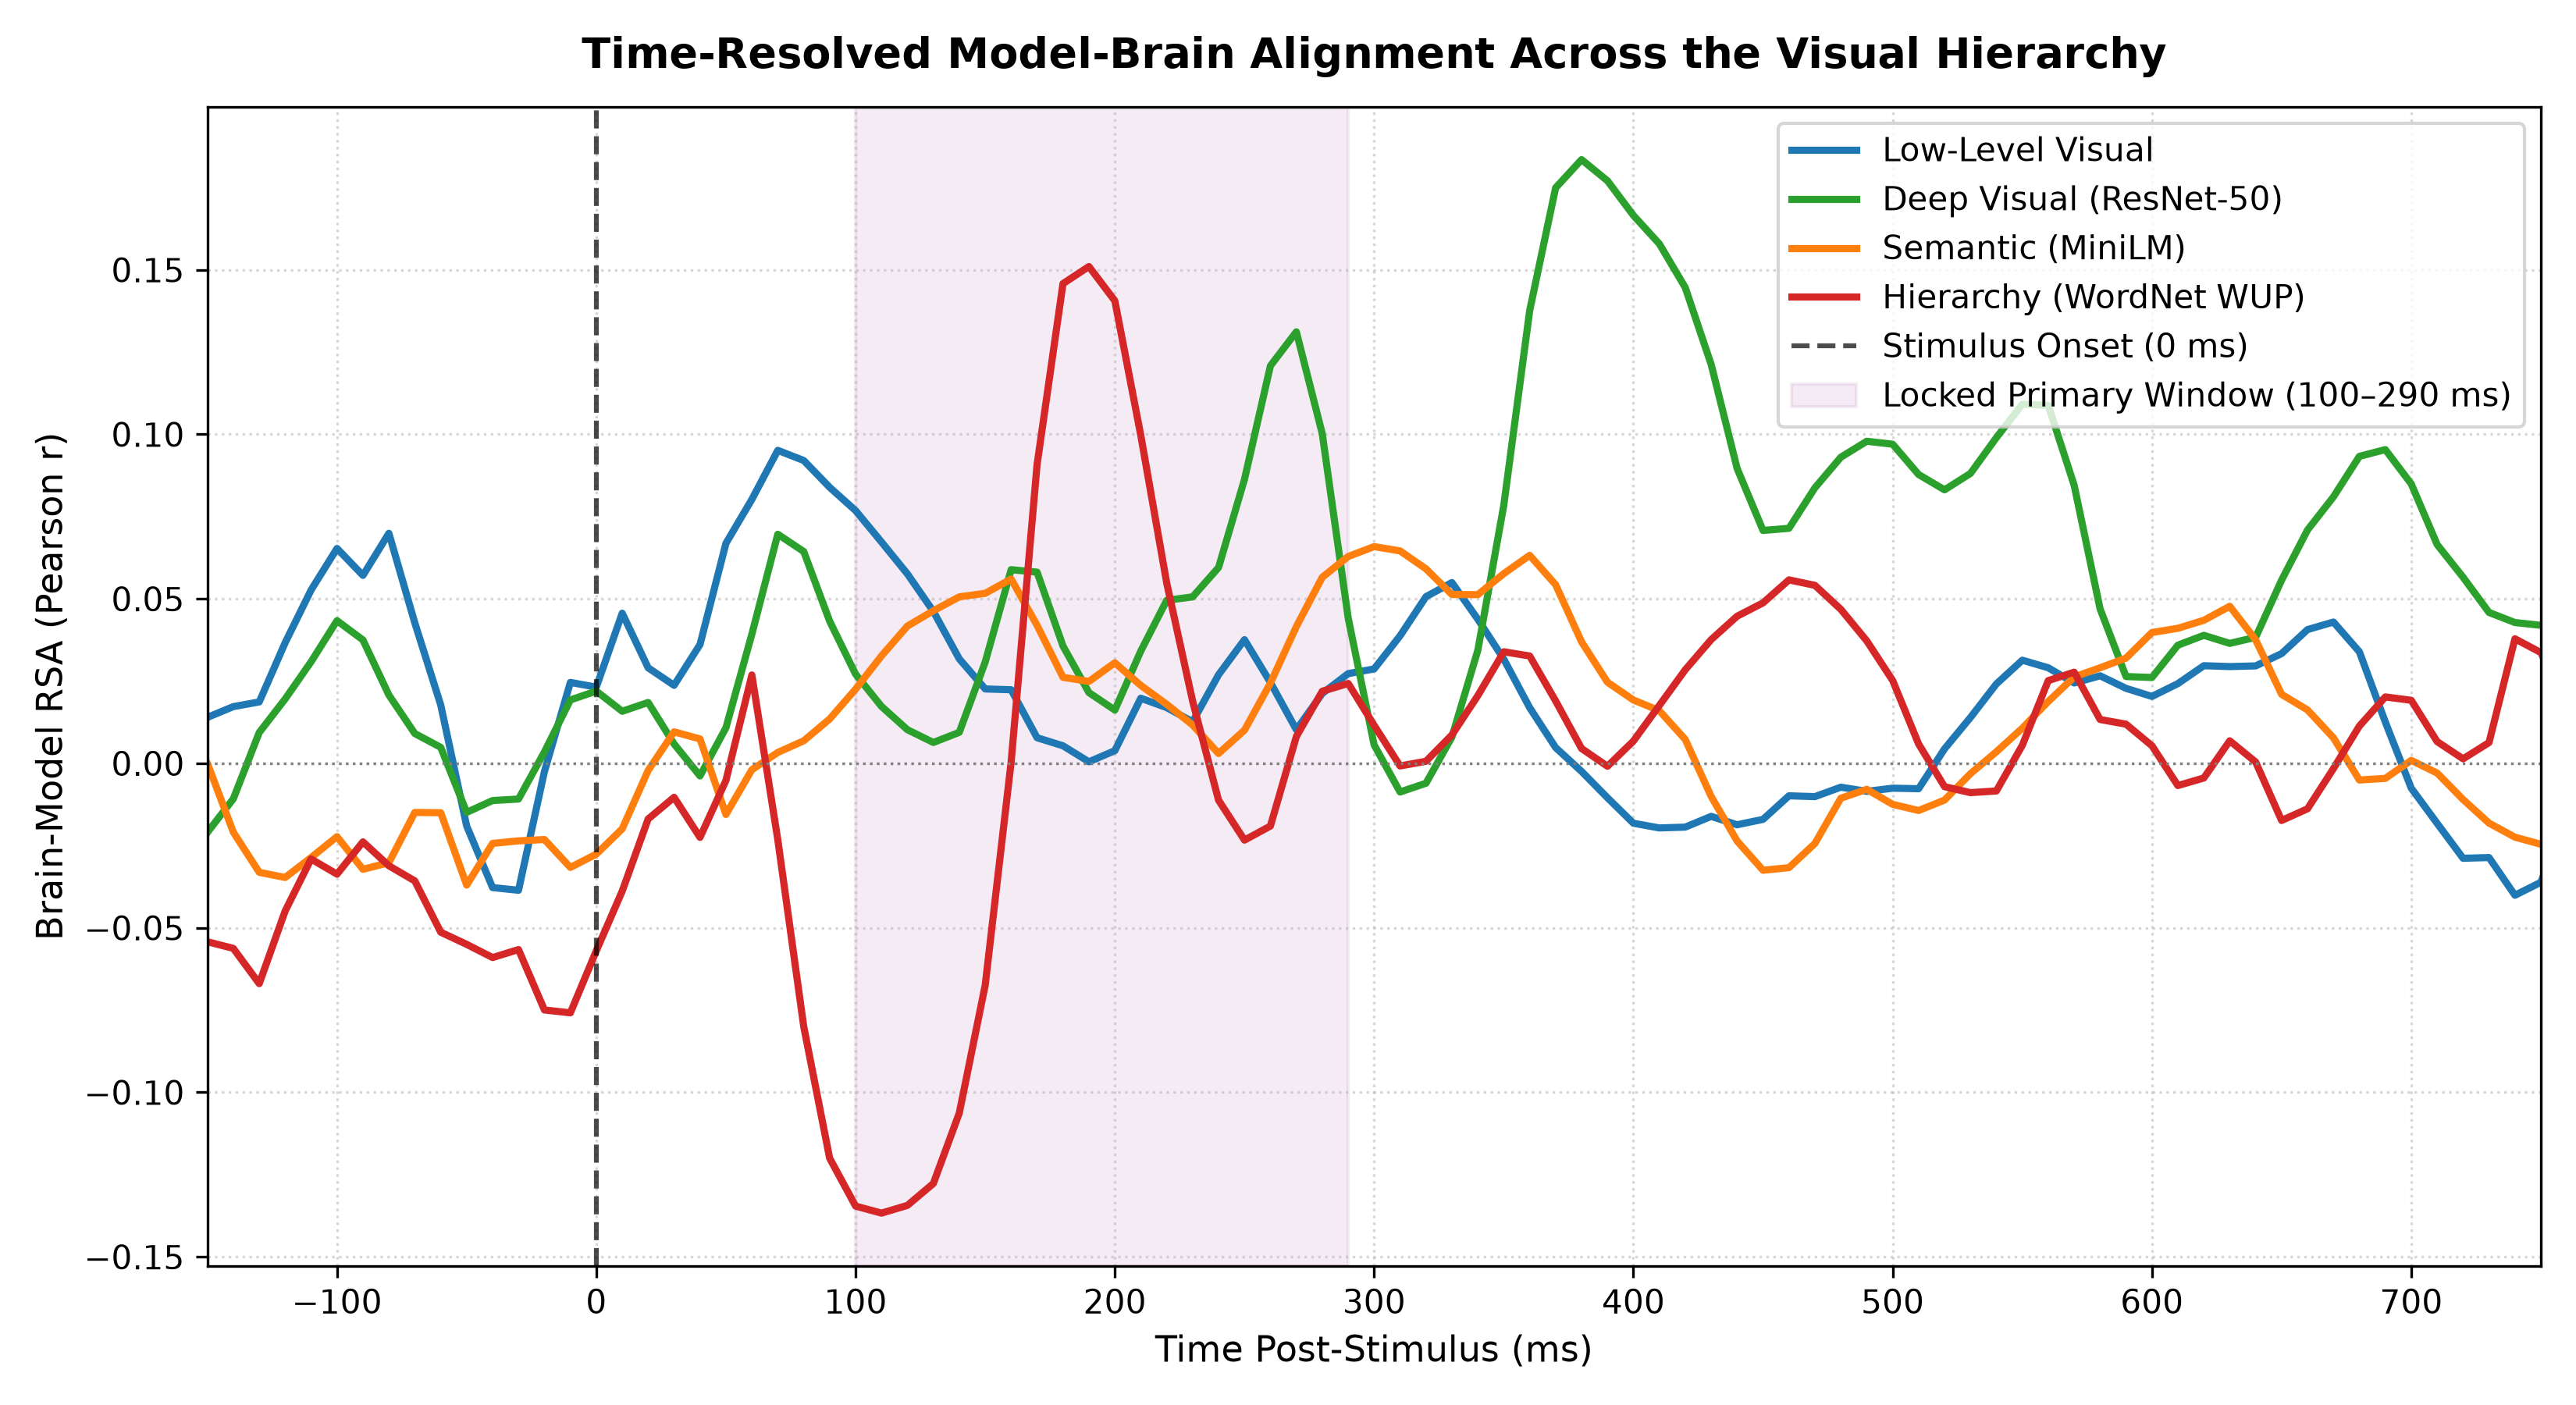 Time-Resolved Model-Brain Alignment Across the Visual Hierarchy
Low-Level Visual
Deep Visual (ResNet-50)
Semantic (MiniLM)
Hierarchy (WordNet WUP)
Stimulus Onset (0 ms)
Locked Primary Window (100–290 ms)
Brain-Model RSA (Pearson r)
0.15
0.10
0.05
0.00
−0.05
−0.10
−0.15
−100 0 100 200 300 400 500 600 700
Time Post-Stimulus (ms)